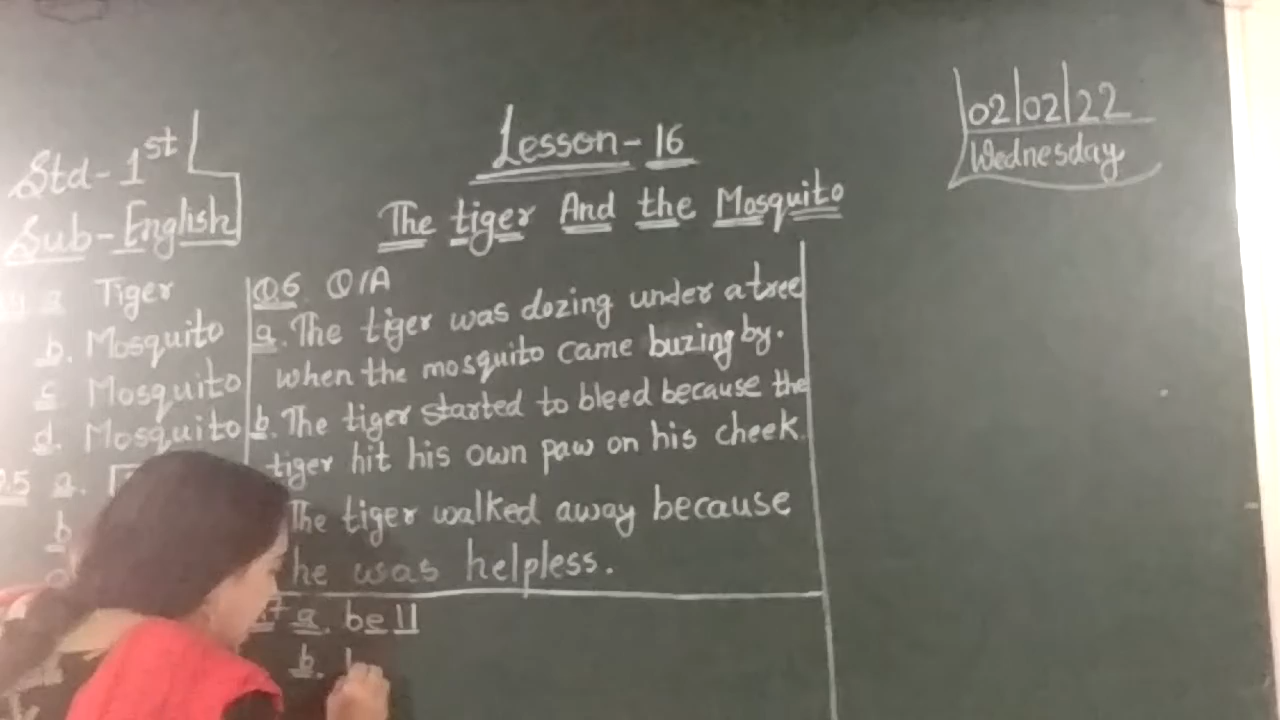 Lesson-16
02/02/22
Wednesday
Std-1st
Sub-English
The tiger And the Mosquito
a Tiger
b. Mosquito
c Mosquito
d. Mosquito
Q.5 a.
b
Q6 Q/A
a. The tiger was dozing under a tree
when the mosquito came buzing by.
b. The tiger started to bleed because the
tiger hit his own paw on his cheek.
The tiger walked away because
he was helpless.
a. bell
b.